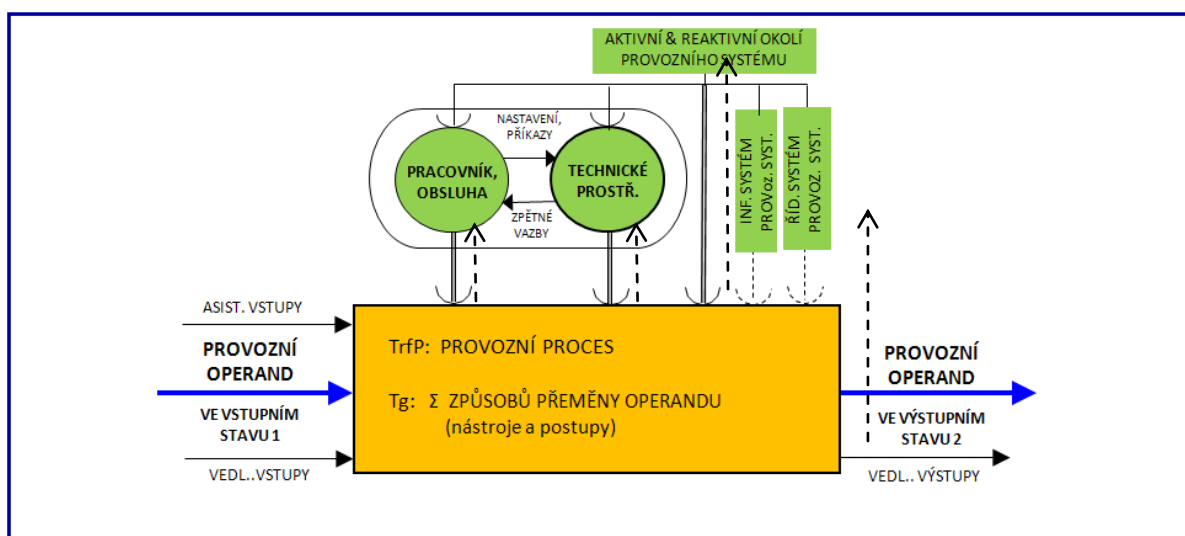 AKTIVNÍ & REAKTIVNÍ OKOLÍ
PROVOZNÍHO SYSTÉMU
NASTAVENÍ,
PŘÍKAZY
PRACOVNÍK,
OBSLUHA
TECHNICKÉ
PROSTŘ.
ZPĚTNÉ
VAZBY
INF. SYSTÉM
PROVoz. SYST.
ŘÍD. SYSTÉM
PROVOZ. SYST.
ASIST. VSTUPY
PROVOZNÍ
OPERAND
VE VSTUPNÍM
STAVU 1
VEDL.. VSTUPY
TrfP: PROVOZNÍ PROCES
Tg: Σ ZPŮSOBŮ PŘEMĚNY OPERANDU
(nástroje a postupy)
PROVOZNÍ
OPERAND
VE VÝSTUPNÍM
STAVU 2
VEDL.. VÝSTUPY